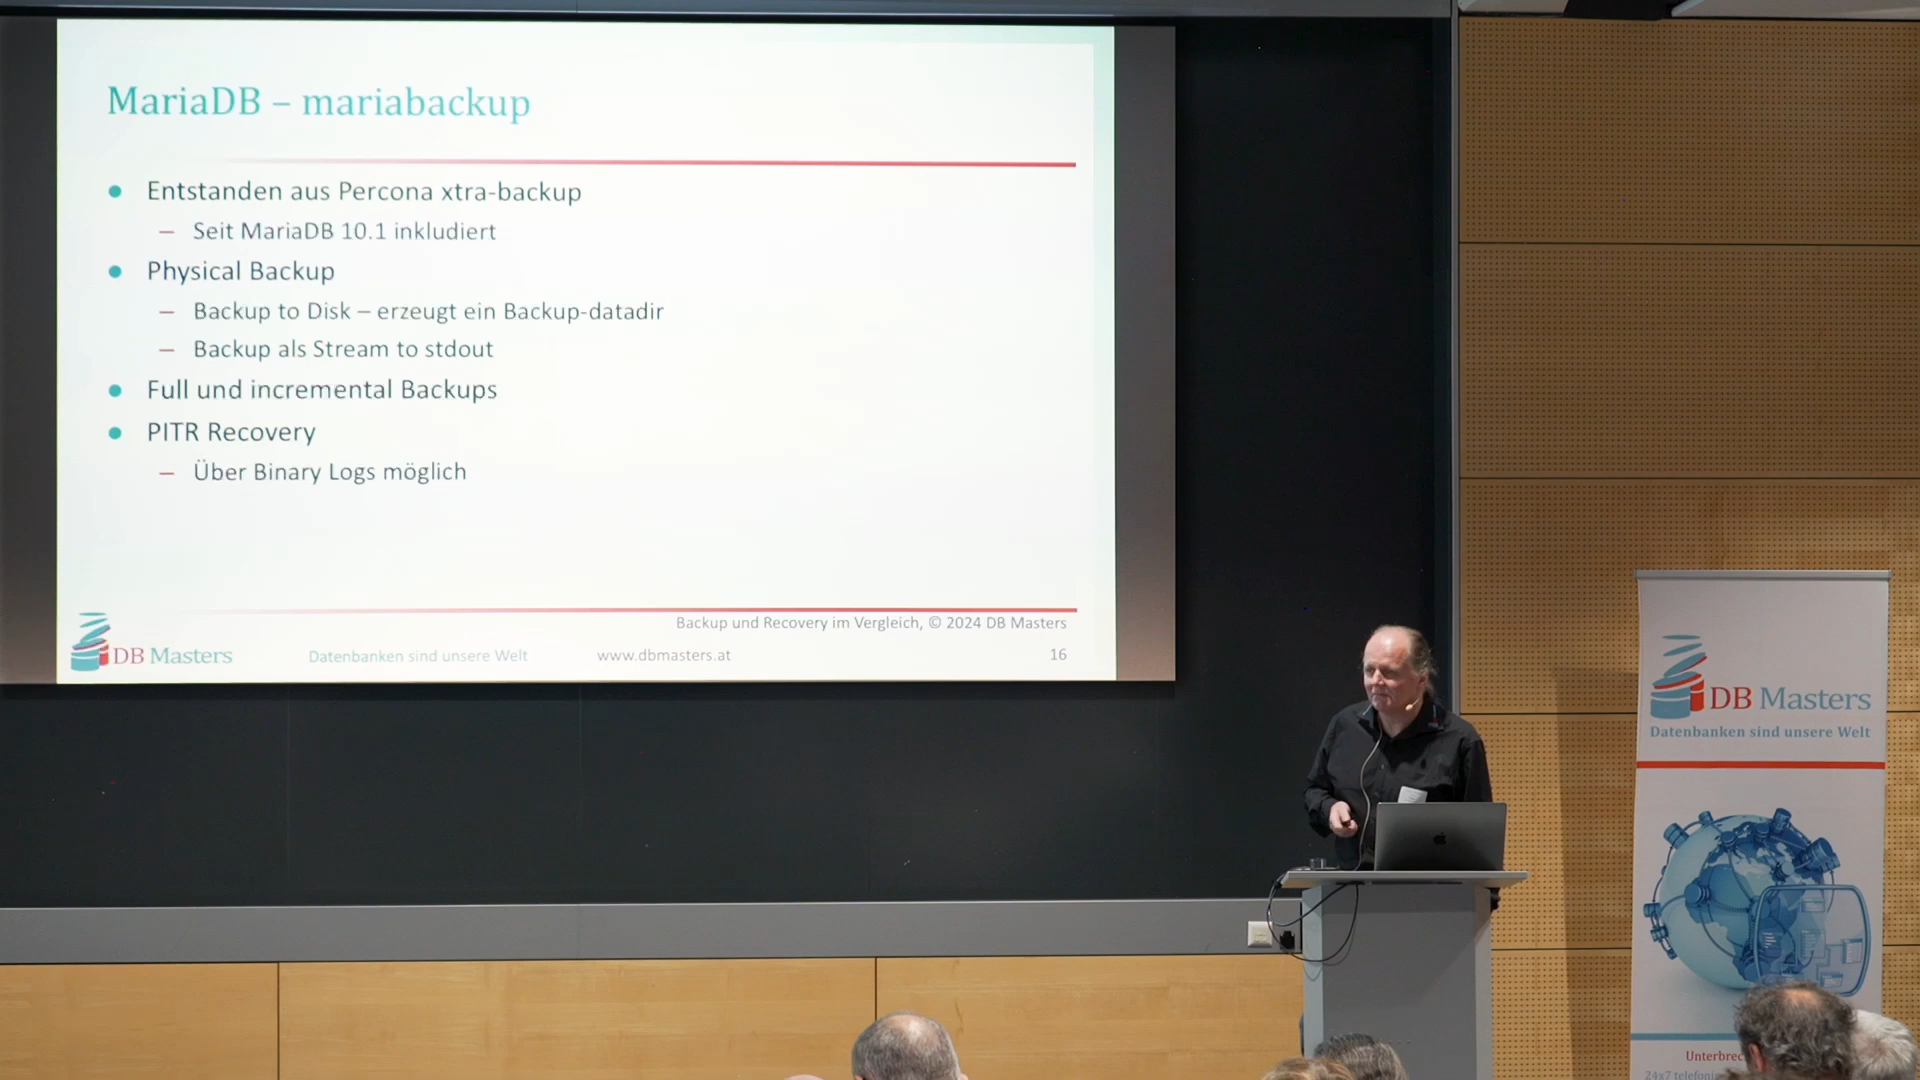 MariaDB – mariabackup
Entstanden aus Percona xtra-backup
– Seit MariaDB 10.1 inkludiert
Physical Backup
– Backup to Disk – erzeugt ein Backup-datadir
– Backup als Stream to stdout
Full und incremental Backups
PITR Recovery
– Über Binary Logs möglich
Backup und Recovery im Vergleich, © 2024 DB Masters
DB Masters
Datenbanken sind unsere Welt
www.dbmasters.at
16
DB Masters
Datenbanken sind unsere Welt
24x7